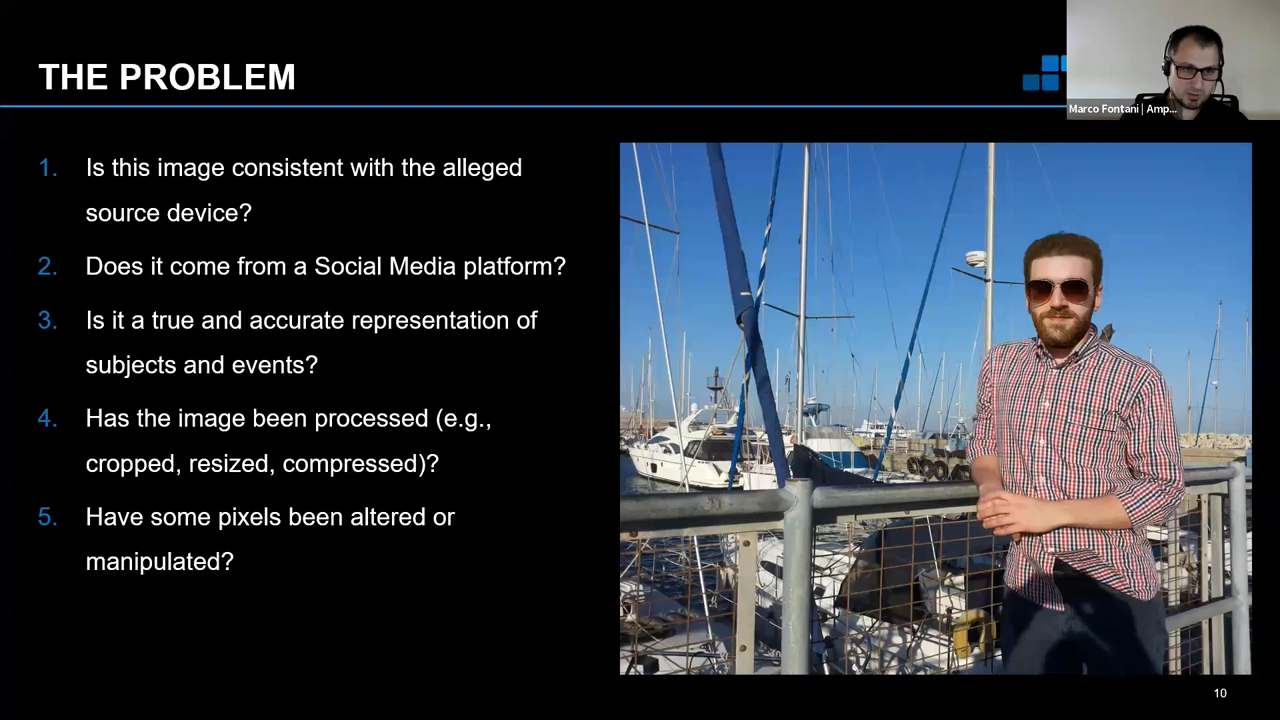 THE PROBLEM
Marco Fontani | Amp...
1. Is this image consistent with the alleged
source device?
2. Does it come from a Social Media platform?
3. Is it a true and accurate representation of
subjects and events?
4. Has the image been processed (e.g.,
cropped, resized, compressed)?
5. Have some pixels been altered or
manipulated?
10